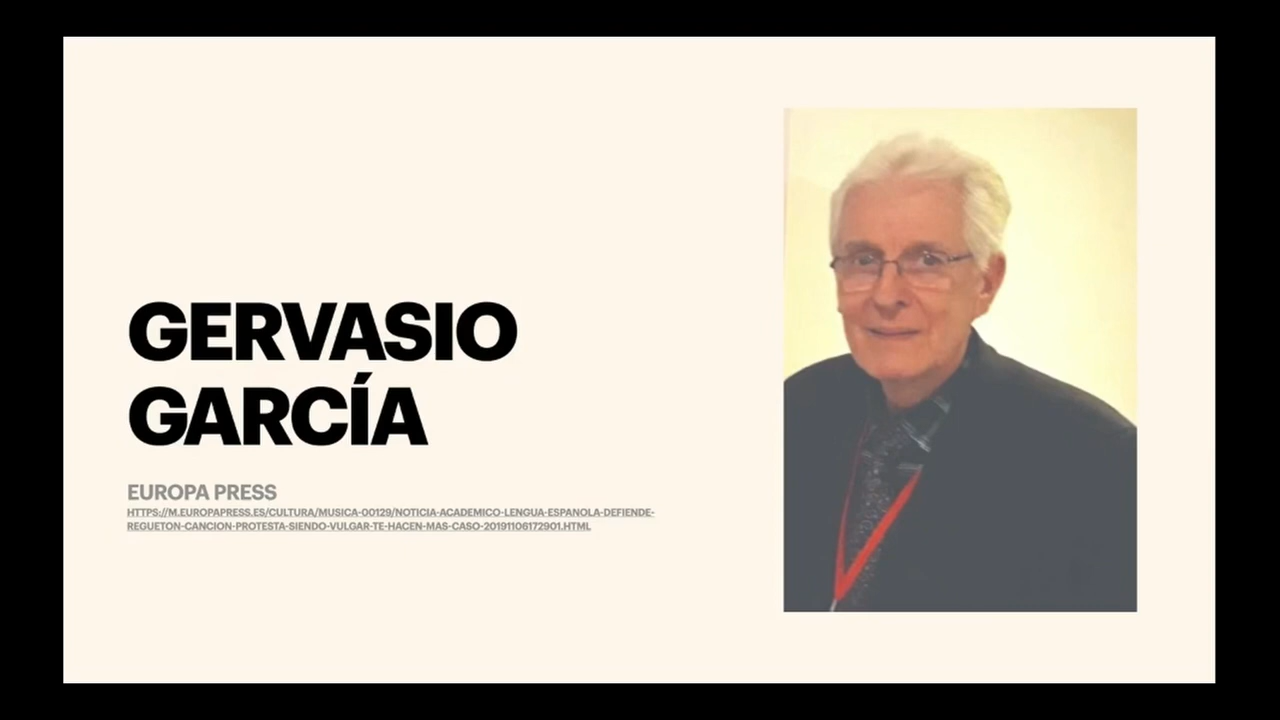 GERVASIO
GARCÍA
EUROPA PRESS
HTTPS://M.EUROPAPRESS.ES/CULTURA/MUSICA-00129/NOTICIA-ACADEMICO-LENGUA-ESPANOLA-DEFIENDE-
REGUETON-CANCION-PROTESTA-SIENDO-VULGAR-TE-HACEN-MAS-CASO-20191106172901.HTML